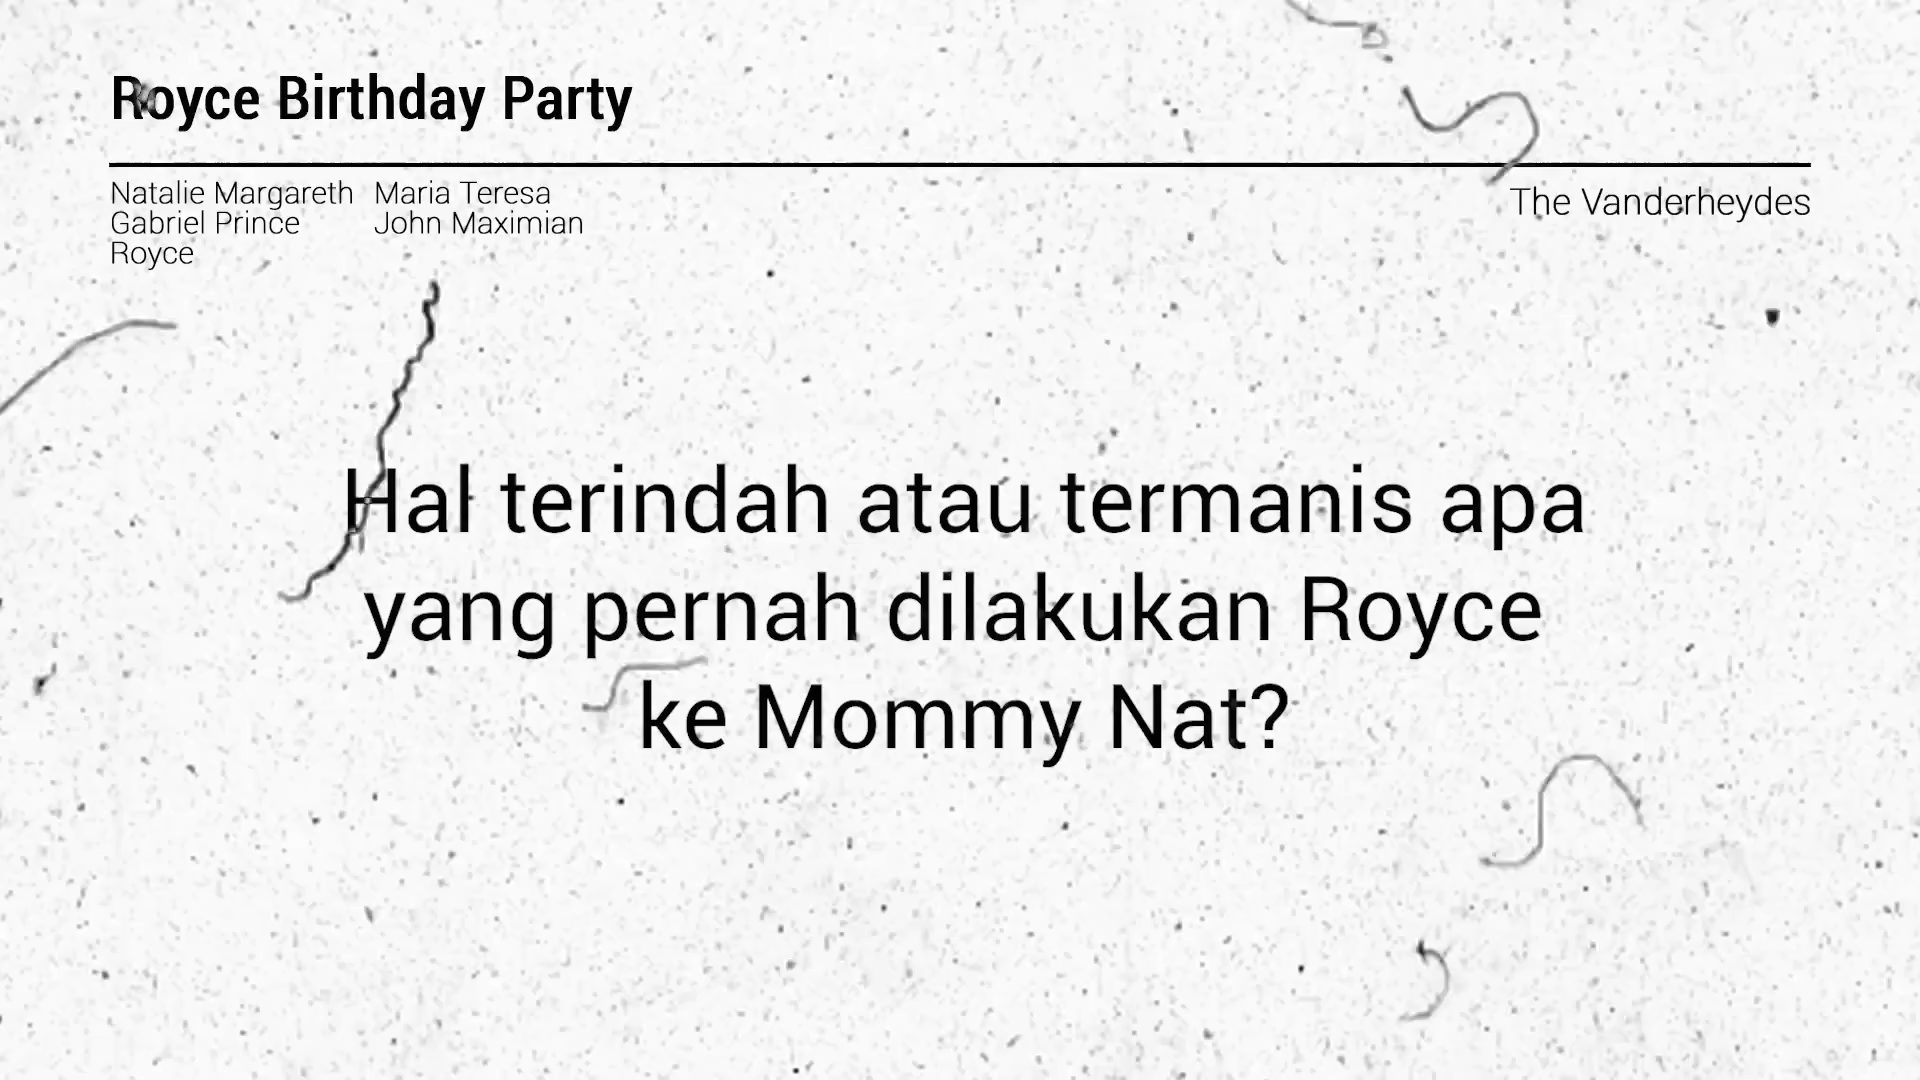 Royce Birthday Party
Natalie Margareth
Gabriel Prince
Royce
Maria Teresa
John Maximian
The Vanderheydes
Hal terindah atau termanis apa
yang pernah dilakukan Royce
ke Mommy Nat?